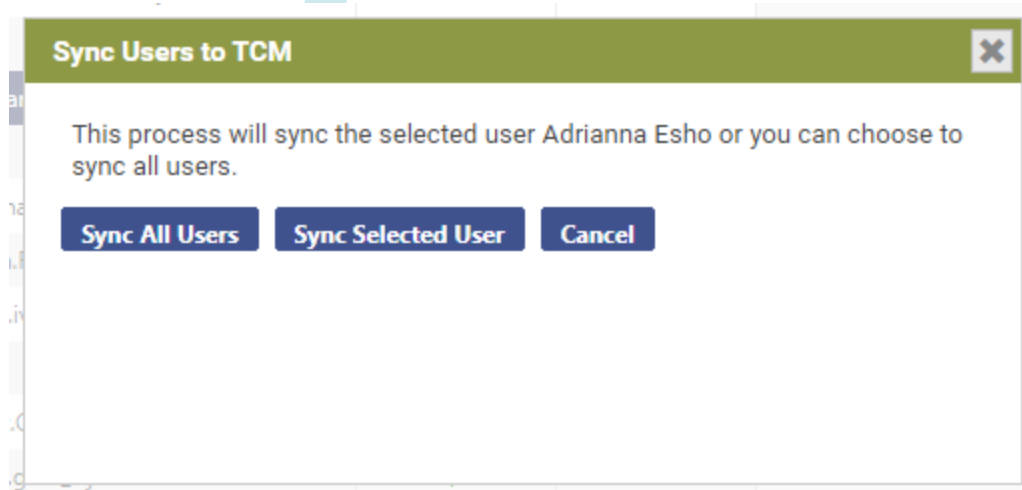 Sync Users to TCM
This process will sync the selected user Adrianna Esho or you can choose to
sync all users.
Sync All Users
Sync Selected User
Cancel